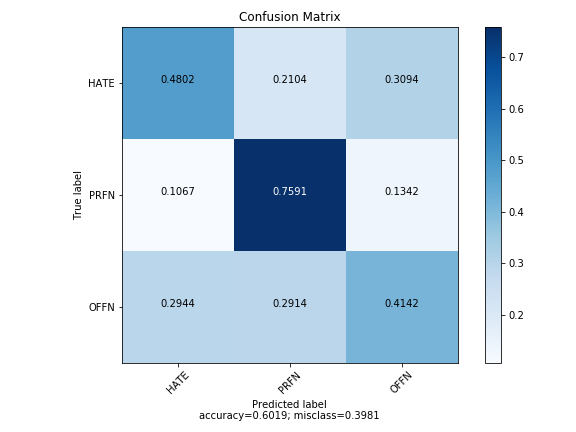 Confusion Matrix
HATE
0.4802
0.2104
0.3094
PRFN
0.1067
0.7591
0.1342
OFFN
0.2944
0.2914
0.4142
True label
HATE
PRFN
OFFN
Predicted label
accuracy=0.6019; misclass=0.3981
0.7
0.6
0.5
0.4
0.3
0.2